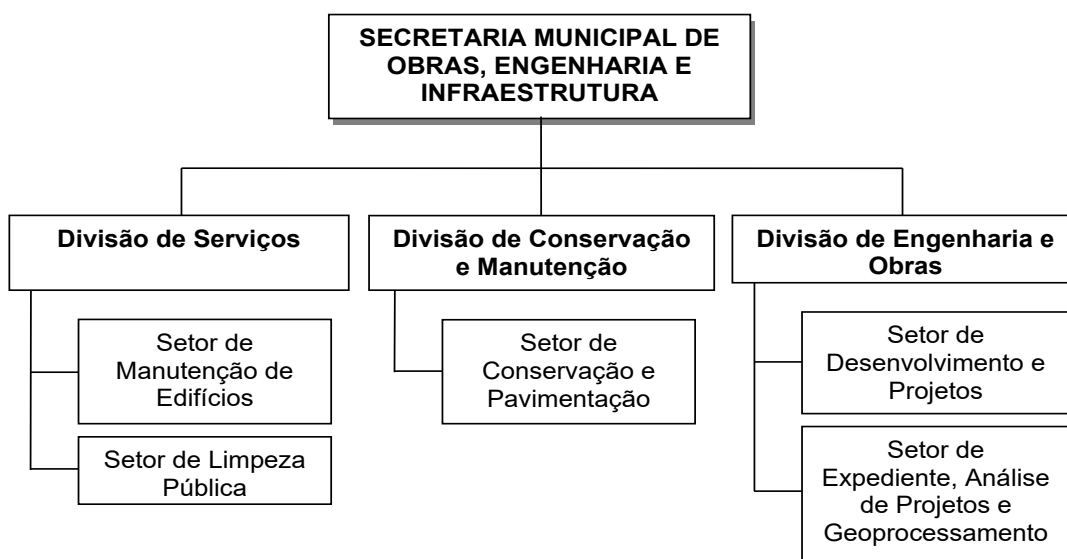 SECRETARIA MUNICIPAL DE
OBRAS, ENGENHARIA E
INFRAESTRUTURA
Divisão de Serviços
Setor de
Manutenção de
Edifícios
Setor de Limpeza
Pública
Divisão de Conservação
e Manutenção
Setor de
Conservação e
Pavimentação
Divisão de Engenharia e
Obras
Setor de
Desenvolvimento e
Projetos
Setor de
Expediente, Análise
de Projetos e
Geoprocessamento